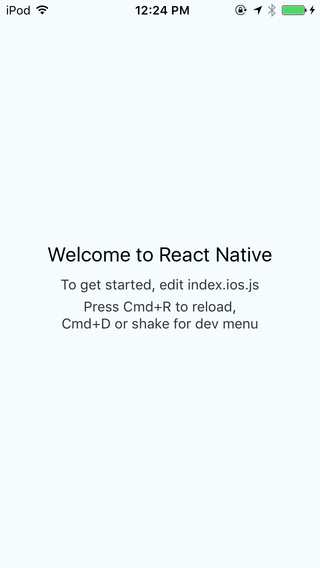 iPod 12:24 PM
Welcome to React Native
To get started, edit index.ios.js
Press Cmd+R to reload,
Cmd+D or shake for dev menu